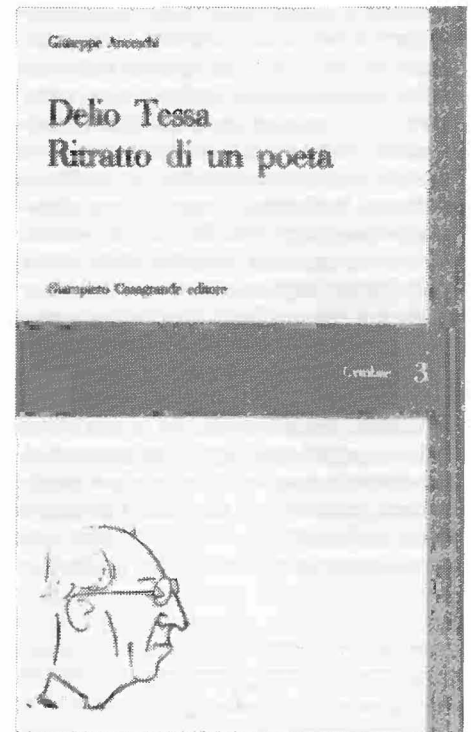 Giuseppe Anceschi
Delio Tessa
Ritratto di un poeta
Giampiero Casagrande editore
3